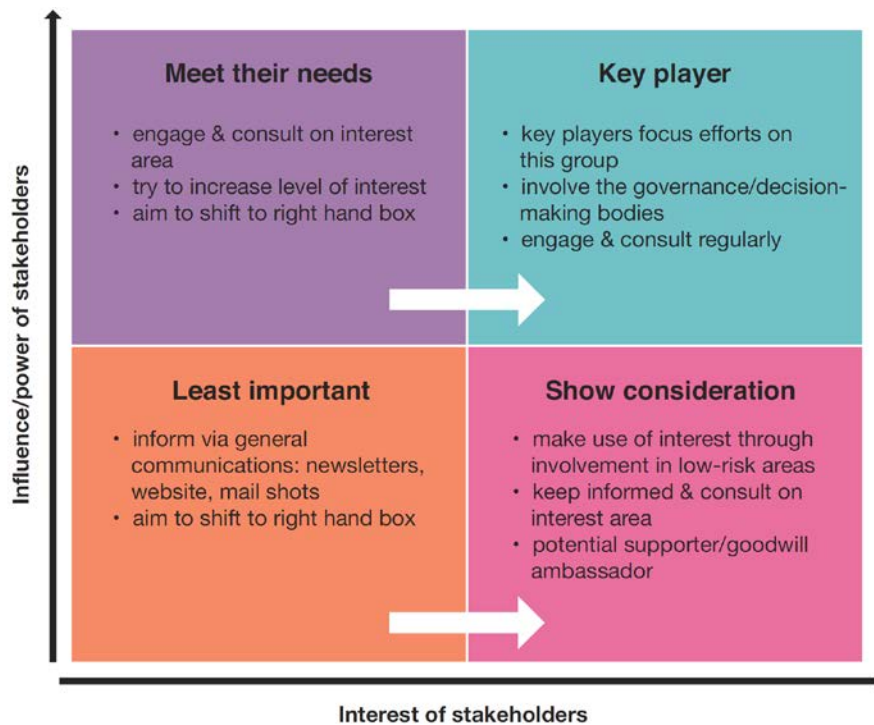 Influence/power of stakeholders
Meet their needs
• engage & consult on interest
area
• try to increase level of interest
• aim to shift to right hand box
Key player
• key players focus efforts on
this group
• involve the governance/decision-
making bodies
• engage & consult regularly
Least important
• inform via general
communications: newsletters,
website, mail shots
• aim to shift to right hand box
Show consideration
• make use of interest through
involvement in low-risk areas
• keep informed & consult on
interest area
• potential supporter/goodwill
ambassador
Interest of stakeholders